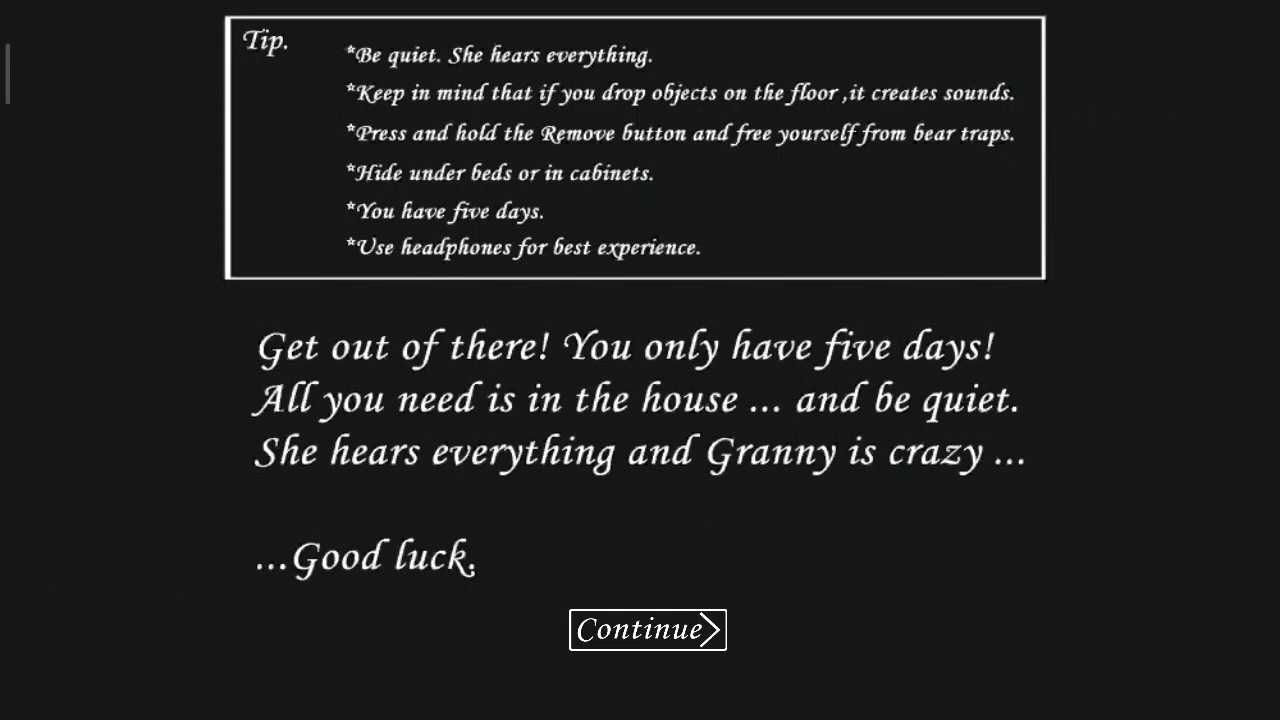 Tip.
*Be quiet. She hears everything.
*Keep in mind that if you drop objects on the floor ,it creates sounds.
*Press and hold the Remove button and free yourself from bear traps.
*Hide under beds or in cabinets.
*You have five days.
*Use headphones for best experience.
Get out of there! You only have five days!
All you need is in the house ... and be quiet.
She hears everything and Granny is crazy ...
...Good luck.
Continue